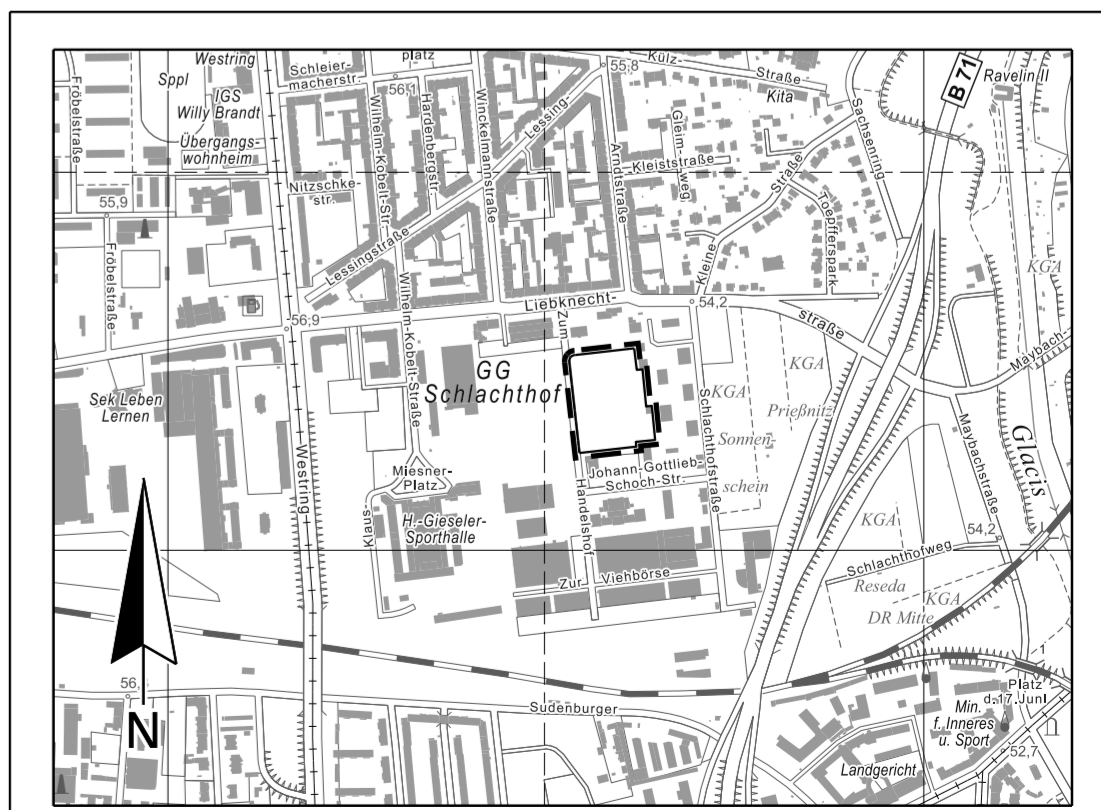 Westring
Sppl
IGS
Willy Brandt
Übergangs-
wohnheim
Fröbelstraße
55,9
Fröbelstraße
Schleier-
macherstr.
platz
56,1
Wilhelm-Kobelt-Str.
Hardenbergstr.
Winckelmannstraße
Lessing-
55,8
Külz-
Straße
Kita
Gleim-
weg
Kleiststraße
Arndtstraße
Nitzschke-
str.
Lessingstraße
Kleine
Straße
Toepfferspark
Sachsenring
B 71
Ravelin II
KGA
Liebknecht-
straße
54,2
56,9
Wilhelm-Kobelt-Straße
Zum
GG
Schlachthof
Sek Leben
Lernen
Westring
Miesner-
Platz
Klaus-
H.-Gieseler-
Sporthalle
Handelshof
Johann-Gottlieb-
Schoch-Str.
Schlachthofstraße
Zur Viehbörse
KGA
KGA
Prießnitz
Sonnen-
schein
Maybach-
Maybachstraße
Glacis
54,2
KGA
Schlachthofweg
Reseda
KGA
DR Mitte
N
Sudenburger
Platz
d.17.Juni
Min.
f. Inneres
u. Sport
Landgericht
52,7